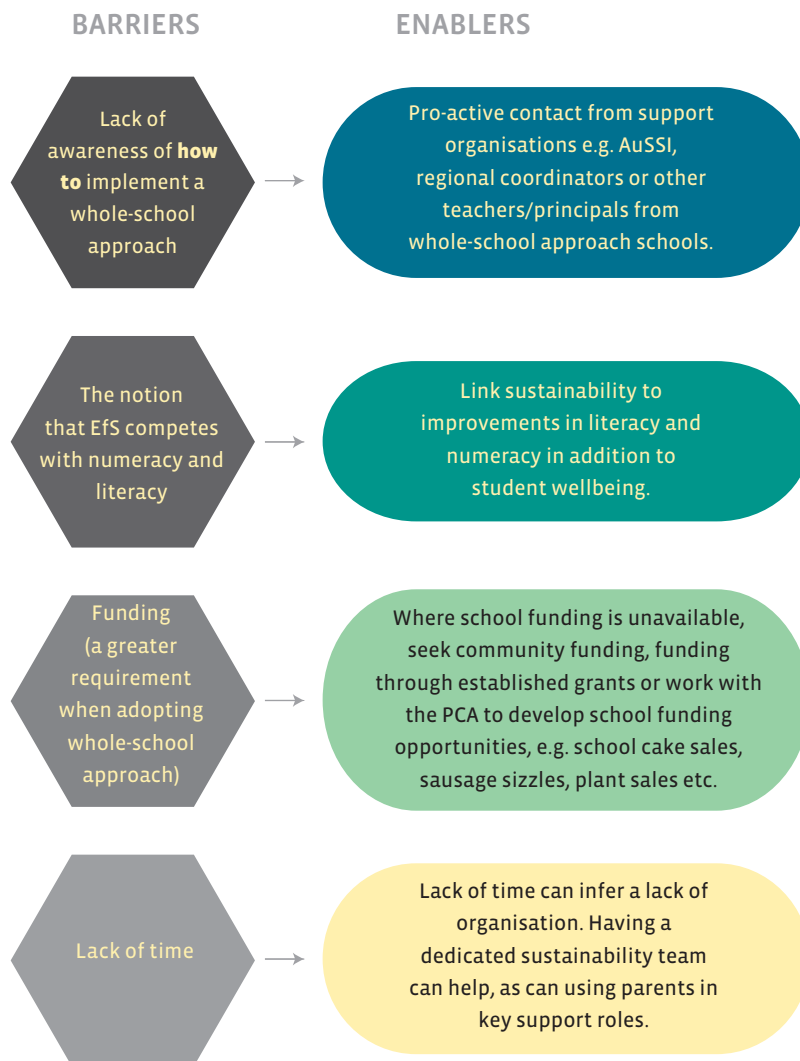 BARRIERS
ENABLERS
Lack of
awareness of how
to implement a
whole-school
approach
Pro-active contact from support
organisations e.g. AuSSI,
regional coordinators or other
teachers/principals from
whole-school approach schools.
The notion
that EfS competes
with numeracy and
literacy
Link sustainability to
improvements in literacy and
numeracy in addition to
student wellbeing.
Funding
(a greater
requirement
when adopting
whole-school
approach)
Where school funding is unavailable,
seek community funding, funding
through established grants or work with
the PCA to develop school funding
opportunities, e.g. school cake sales,
sausage sizzles, plant sales etc.
Lack of time
Lack of time can infer a lack of
organisation. Having a
dedicated sustainability team
can help, as can using parents in
key support roles.